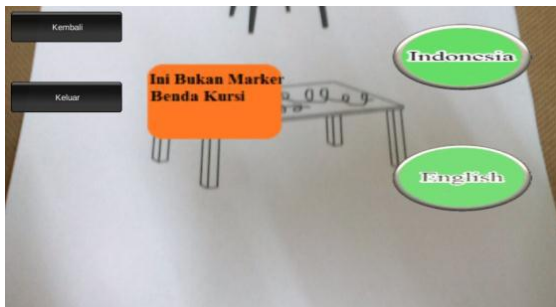 Kembali
Indonesia
Keluar
Ini Bukan Marker
Benda Kursi
English